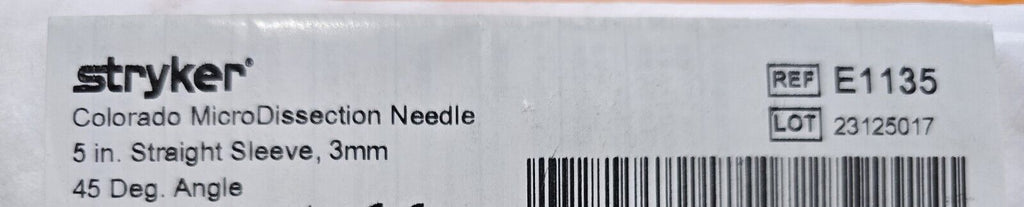 stryker®
Colorado MicroDissection Needle
5 in. Straight Sleeve, 3mm
45 Deg. Angle
REF E1135
LOT 23125017